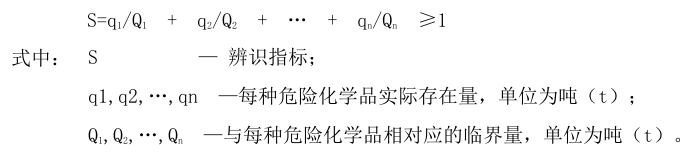 S=q₁/Q₁ + q₂/Q₂ + … + qₙ/Qₙ ≥1
式中: S — 辨识指标;
q1,q2,…,qn —每种危险化学品实际存在量,单位为吨(t);
Q₁,Q₂,…,Qₙ —与每种危险化学品相对应的临界量,单位为吨(t)。